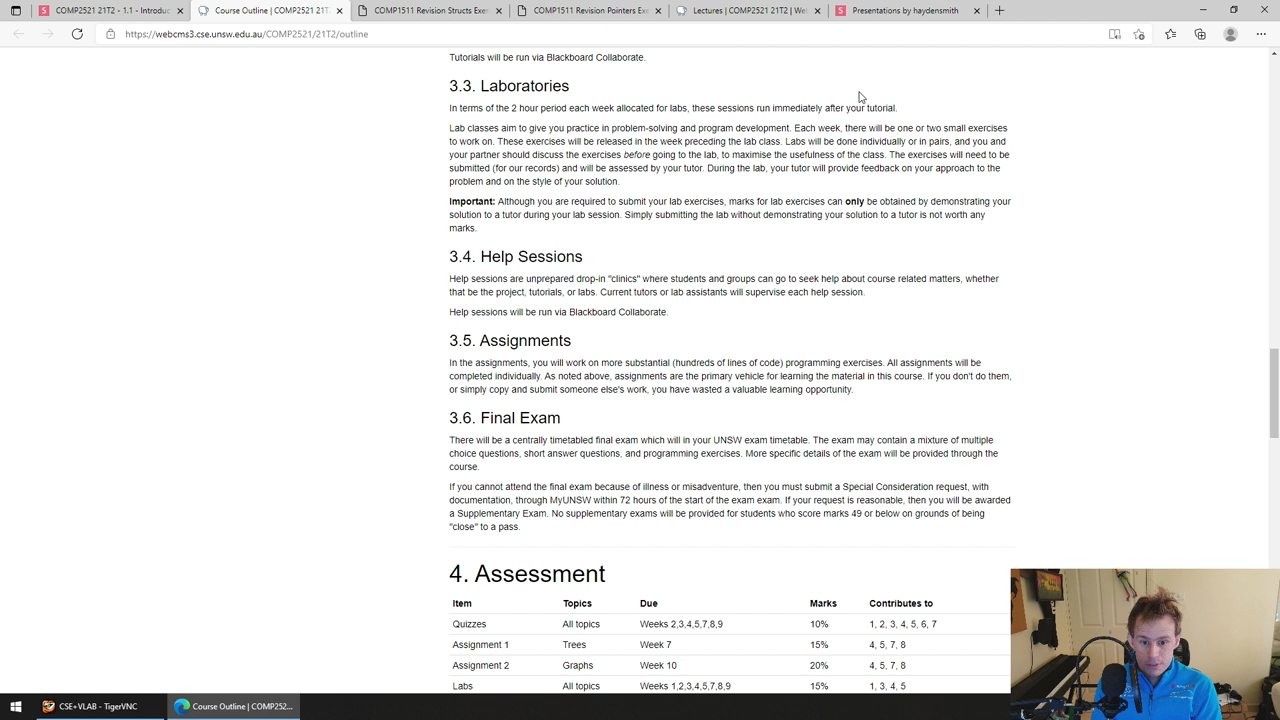 COMP2521 21T2 - 1.1 - Introduc
Course Outline | COMP2521 21T2
COMP1511 Revision Structs Exer
COMP1511 Revision Pointers Exer
Lectures | COMP2521 21T2 | Web
Presentations by haydensmith
https://webcms3.cse.unsw.edu.au/COMP2521/21T2/outline
Tutorials will be run via Blackboard Collaborate.
3.3. Laboratories
In terms of the 2 hour period each week allocated for labs, these sessions run immediately after your tutorial.
Lab classes aim to give you practice in problem-solving and program development. Each week, there will be one or two small exercises
to work on. These exercises will be released in the week preceding the lab class. Labs will be done individually or in pairs, and you and
your partner should discuss the exercises before going to the lab, to maximise the usefulness of the class. The exercises will need to be
submitted (for our records) and will be assessed by your tutor. During the lab, your tutor will provide feedback on your approach to the
problem and on the style of your solution.
Important: Although you are required to submit your lab exercises, marks for lab exercises can only be obtained by demonstrating your
solution to a tutor during your lab session. Simply submitting the lab without demonstrating your solution to a tutor is not worth any
marks.
3.4. Help Sessions
Help sessions are unprepared drop-in "clinics" where students and groups can go to seek help about course related matters, whether
that be the project, tutorials, or labs. Current tutors or lab assistants will supervise each help session.
Help sessions will be run via Blackboard Collaborate.
3.5. Assignments
In the assignments, you will work on more substantial (hundreds of lines of code) programming exercises. All assignments will be
completed individually. As noted above, assignments are the primary vehicle for learning the material in this course. If you don't do them,
or simply copy and submit someone else's work, you have wasted a valuable learning opportunity.
3.6. Final Exam
There will be a centrally timetabled final exam which will in your UNSW exam timetable. The exam may contain a mixture of multiple
choice questions, short answer questions, and programming exercises. More specific details of the exam will be provided through the
course.
If you cannot attend the final exam because of illness or misadventure, then you must submit a Special Consideration request, with
documentation, through MyUNSW within 72 hours of the start of the exam exam. If your request is reasonable, then you will be awarded
a Supplementary Exam. No supplementary exams will be provided for students who score marks 49 or below on grounds of being
"close" to a pass.
4. Assessment
Item Topics Due Marks Contributes to
Quizzes All topics Weeks 2,3,4,5,7,8,9 10% 1, 2, 3, 4, 5, 6, 7
Assignment 1 Trees Week 7 15% 4, 5, 7, 8
Assignment 2 Graphs Week 10 20% 4, 5, 7, 8
Labs All topics Weeks 1,2,3,4,5,7,8,9 15% 1, 3, 4, 5
CSE+VLAB - TigerVNC
Course Outline | COMP252...